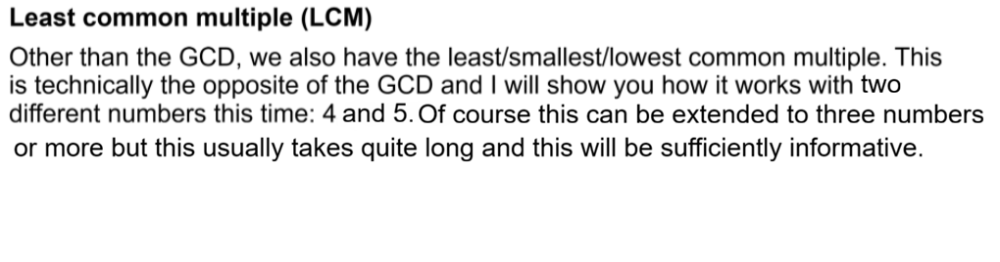 Least common multiple (LCM)
Other than the GCD, we also have the least/smallest/lowest common multiple. This
is technically the opposite of the GCD and I will show you how it works with two
different numbers this time: 4 and 5. Of course this can be extended to three numbers
or more but this usually takes quite long and this will be sufficiently informative.